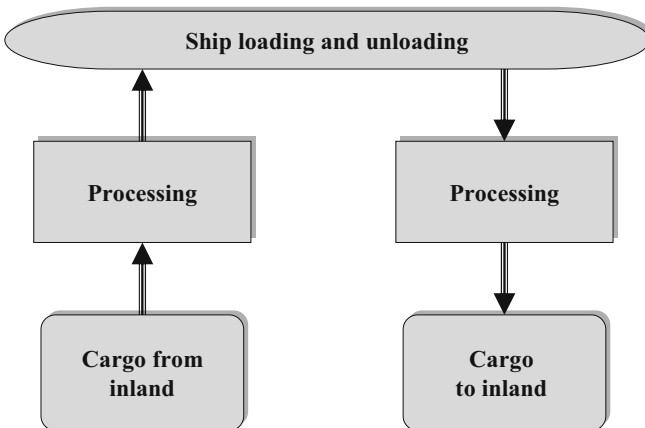 Ship loading and unloading
Processing
Processing
Cargo from
inland
Cargo
to inland